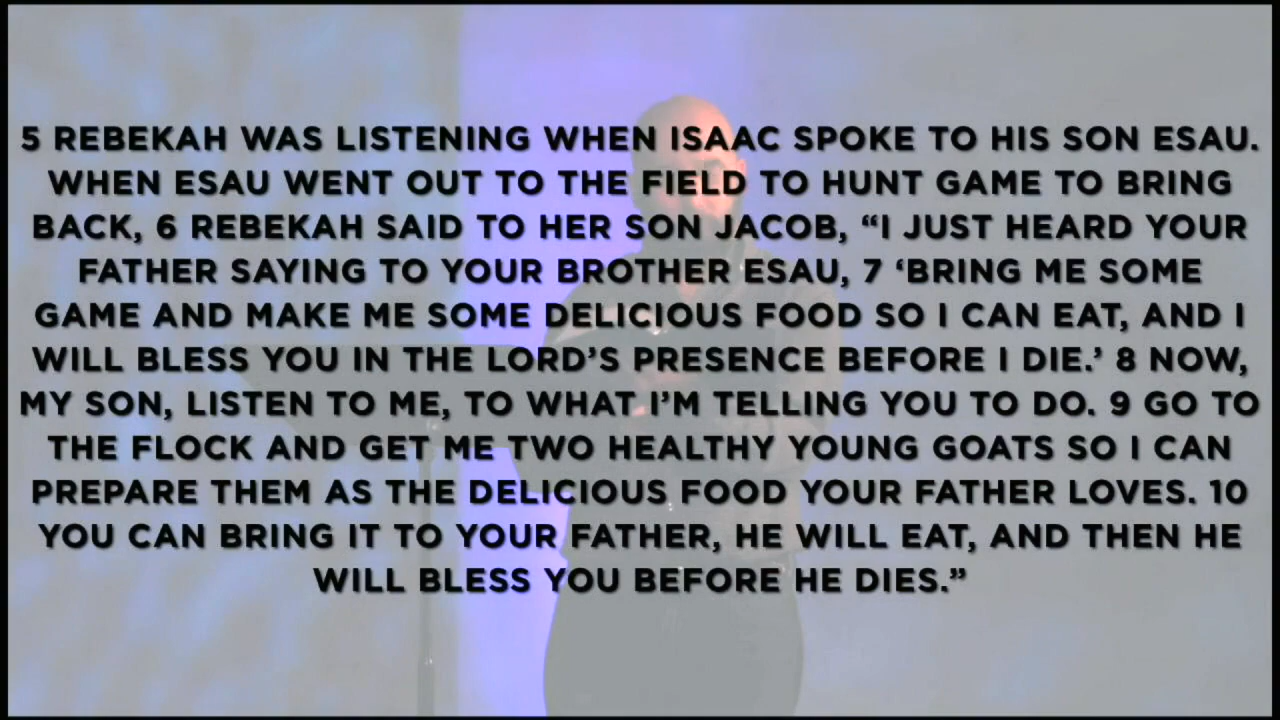 5 REBEKAH WAS LISTENING WHEN ISAAC SPOKE TO HIS SON ESAU.
WHEN ESAU WENT OUT TO THE FIELD TO HUNT GAME TO BRING
BACK, 6 REBEKAH SAID TO HER SON JACOB, “I JUST HEARD YOUR
FATHER SAYING TO YOUR BROTHER ESAU, 7 ‘BRING ME SOME
GAME AND MAKE ME SOME DELICIOUS FOOD SO I CAN EAT, AND I
WILL BLESS YOU IN THE LORD’S PRESENCE BEFORE I DIE.’ 8 NOW,
MY SON, LISTEN TO ME, TO WHAT I’M TELLING YOU TO DO. 9 GO TO
THE FLOCK AND GET ME TWO HEALTHY YOUNG GOATS SO I CAN
PREPARE THEM AS THE DELICIOUS FOOD YOUR FATHER LOVES. 10
YOU CAN BRING IT TO YOUR FATHER, HE WILL EAT, AND THEN HE
WILL BLESS YOU BEFORE HE DIES.”